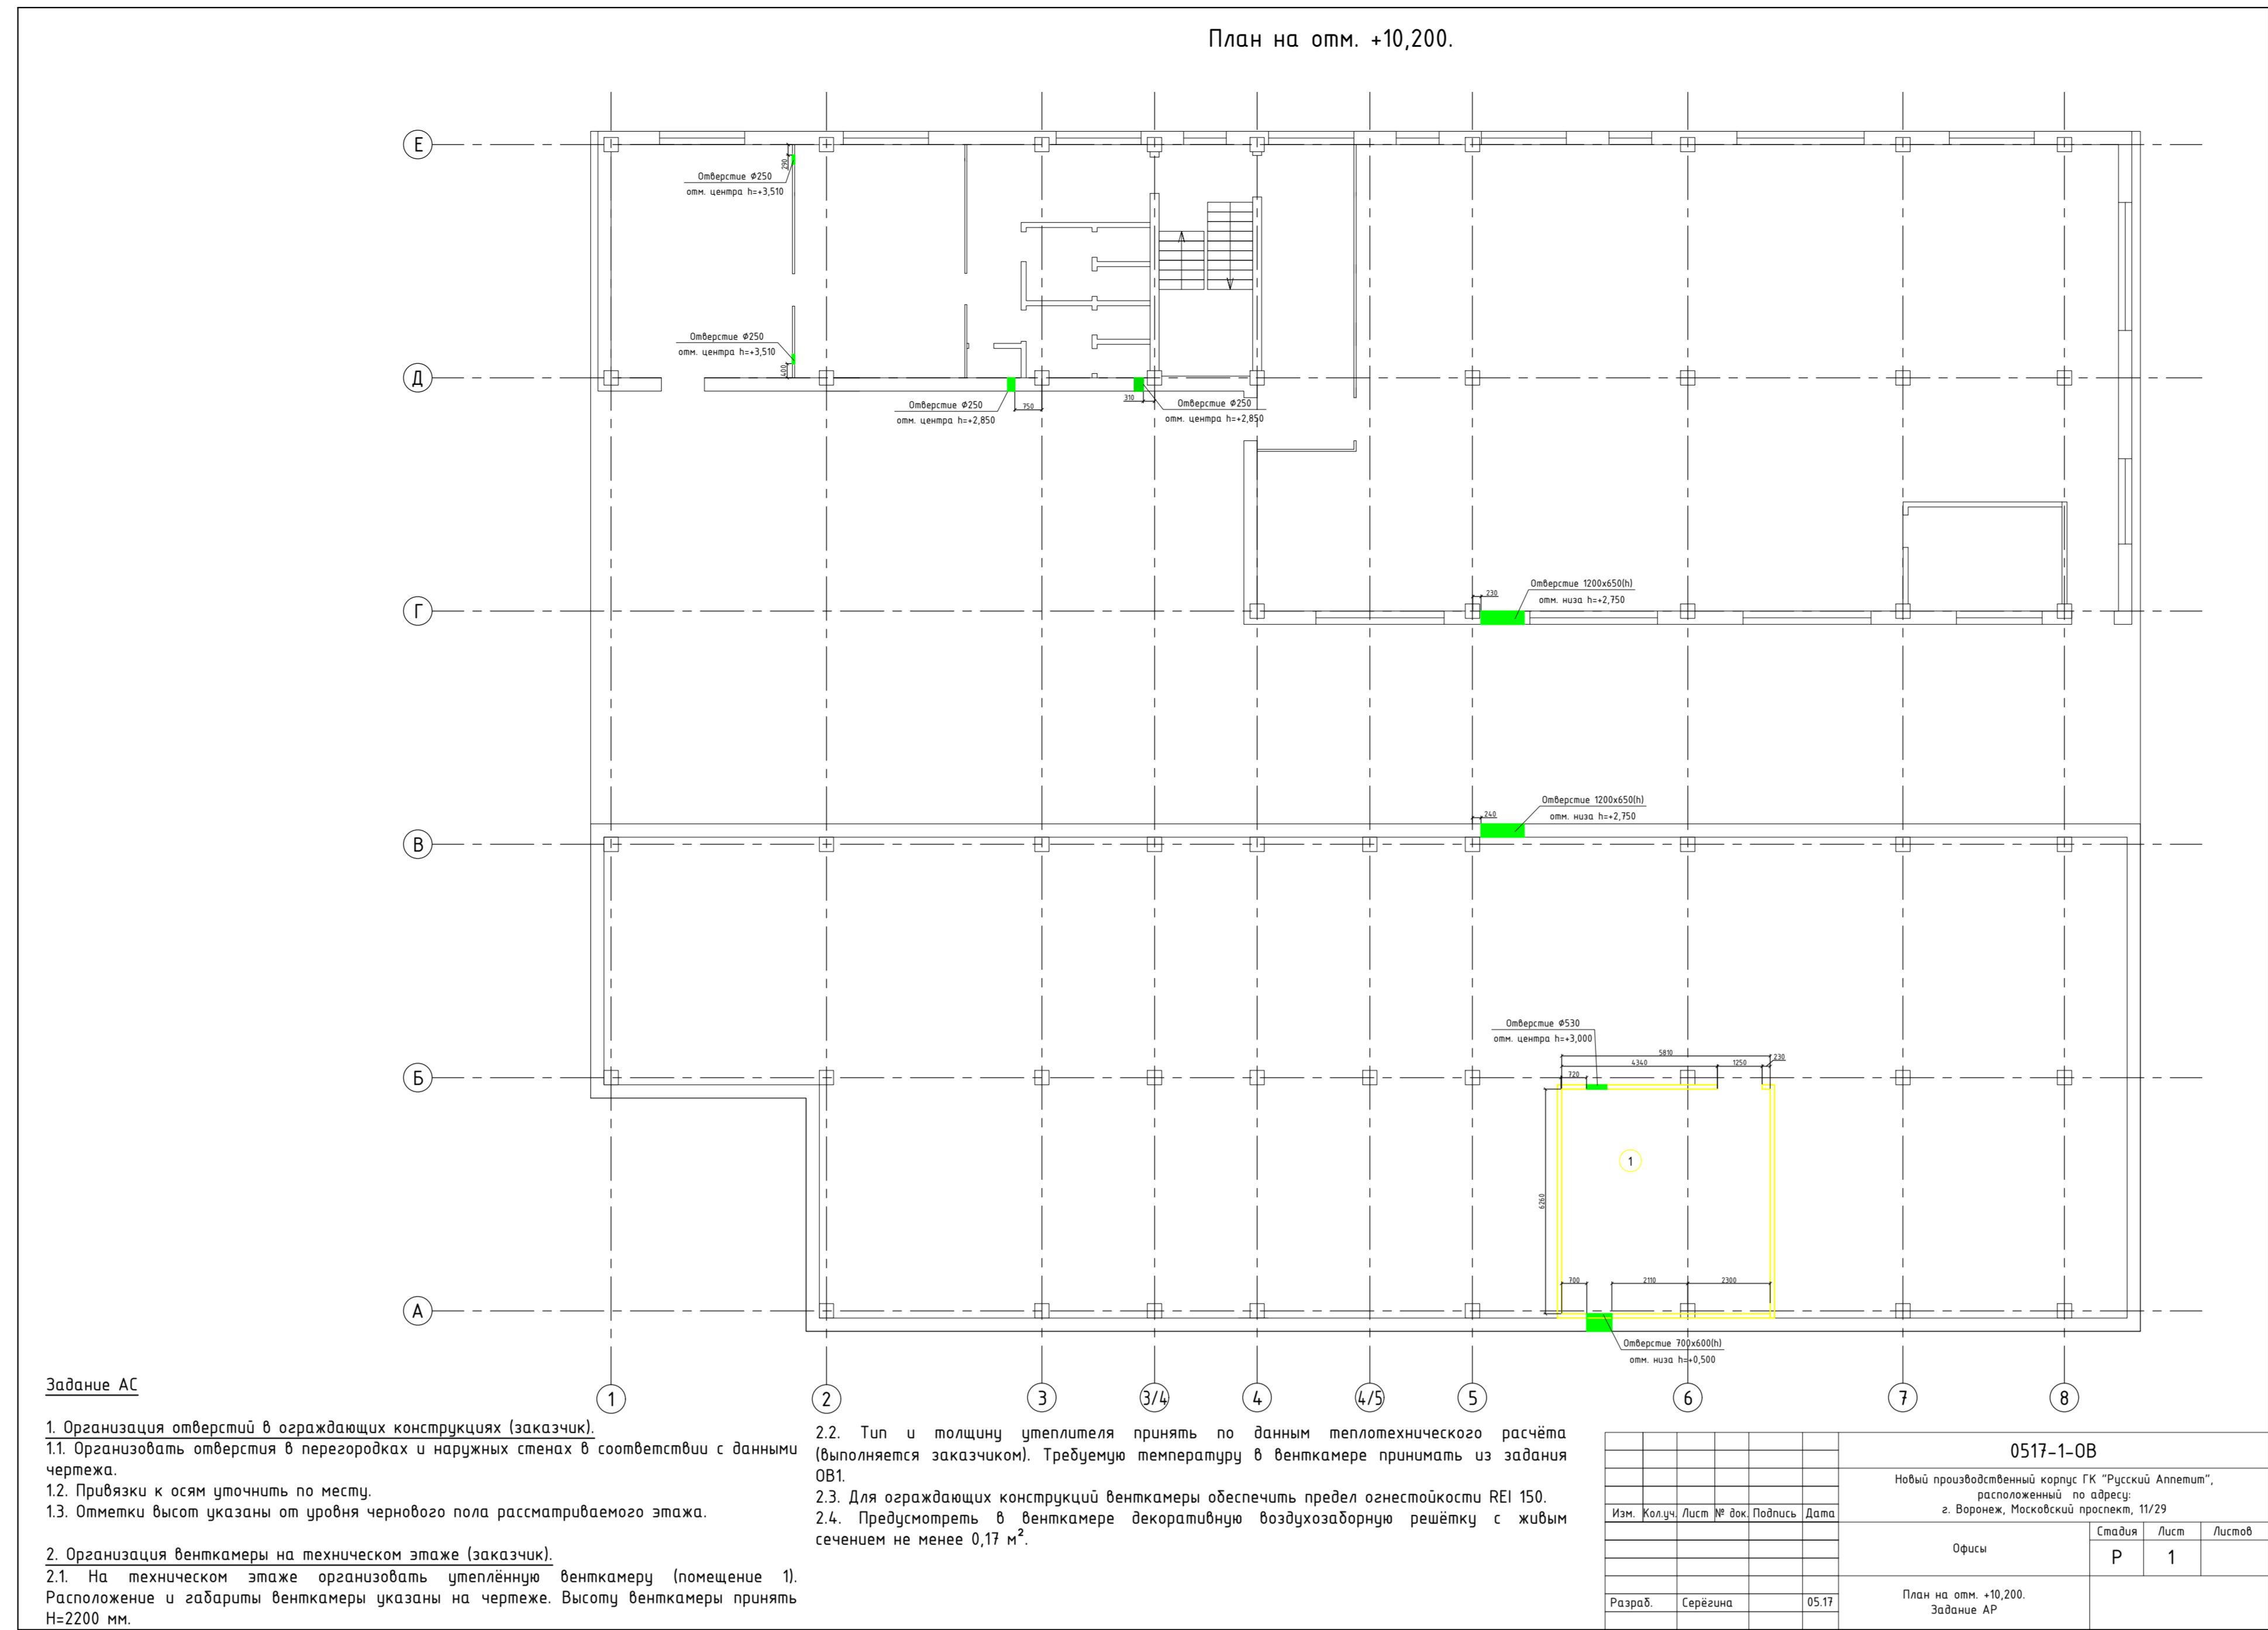 План на отм. +10,200.
Е
290
Отверстие Φ250
отм. центра h=+3,510
Отверстие Φ250
отм. центра h=+3,510
400
Д
Отверстие Φ250
отм. центра h=+2,850
750
310
Отверстие Φ250
отм. центра h=+2,850
Г
230
Отверстие 1200х650(h)
отм. низа h=+2,750
Отверстие 1200х650(h)
отм. низа h=+2,750
240
В
Отверстие Φ530
отм. центра h=+3,000
5810
4340
1250
230
720
Б
1
6260
700
2110
2300
А
Отверстие 700х600(h)
отм. низа h=+0,500
1
2
3
3/4
4
4/5
5
6
7
8
Задание АС
1. Организация отверстий в ограждающих конструкциях (заказчик).
1.1. Организовать отверстия в перегородках и наружных стенах в соответствии с данными
чертежа.
1.2. Привязки к осям уточнить по месту.
1.3. Отметки высот указаны от уровня чернового пола рассматриваемого этажа.
2. Организация венткамеры на техническом этаже (заказчик).
2.1. На техническом этаже организовать утеплённую венткамеру (помещение 1).
Расположение и габариты венткамеры указаны на чертеже. Высоту венткамеры принять
Н=2200 мм.
2.2. Тип и толщину утеплителя принять по данным теплотехнического расчёта
(выполняется заказчиком). Требуемую температуру в венткамере принимать из задания
ОВ1.
2.3. Для ограждающих конструкций венткамеры обеспечить предел огнестойкости REI 150.
2.4. Предусмотреть в венткамере декоративную воздухозаборную решётку с живым
сечением не менее 0,17 м².
0517-1-ОВ
Новый производственный корпус ГК "Русский Аппетит",
расположенный по адресу:
г. Воронеж, Московский проспект, 11/29
Изм. Кол.уч. Лист № док. Подпись Дата
Офисы
Стадия Лист Листов
Р 1
План на отм. +10,200.
Задание АР
Разраб. Серёгина 05.17